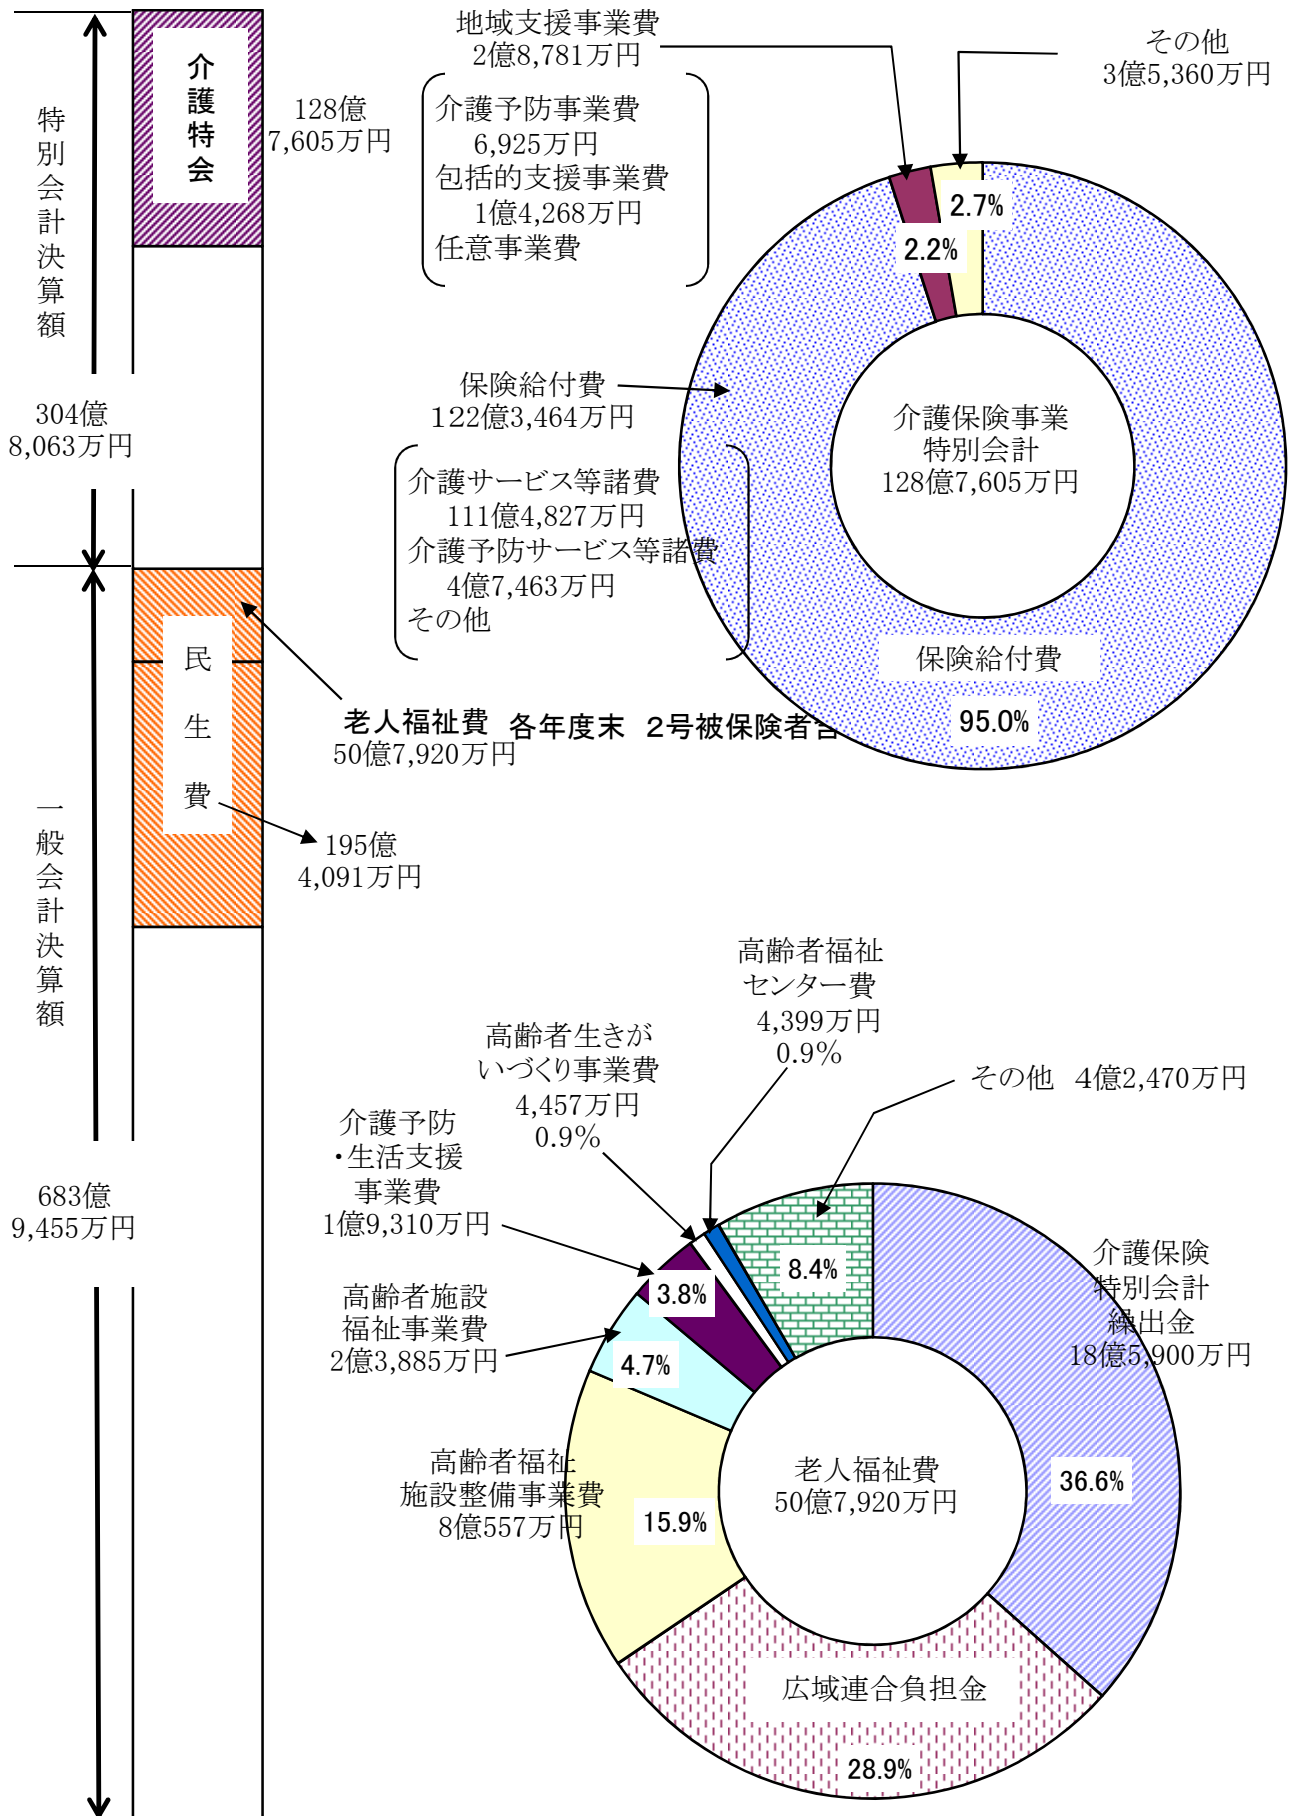 特別会計決算額
304億
8,063万円
介護特会
128億
7,605万円
地域支援事業費
2億8,781万円
介護予防事業費
6,925万円
包括的支援事業費
1億4,268万円
任意事業費
その他
3億5,360万円
2.7%
2.2%
保険給付費
122億3,464万円
介護サービス等諸費
111億4,827万円
介護予防サービス等諸費
4億7,463万円
その他
介護保険事業
特別会計
128億7,605万円
保険給付費
95.0%
民生費
老人福祉費
50億7,920万円
各年度末 2号被保険者含
195億
4,091万円
一般会計決算額
683億
9,455万円
高齢者福祉
センター費
4,399万円
0.9%
高齢者生きが
いづくり事業費
4,457万円
0.9%
その他 4億2,470万円
介護予防
・生活支援
事業費
1億9,310万円
高齢者施設
福祉事業費
2億3,885万円
高齢者福祉
施設整備事業費
8億557万円
介護保険
特別会計
繰出金
18億5,900万円
8.4%
3.8%
4.7%
15.9%
36.6%
老人福祉費
50億7,920万円
広域連合負担金
28.9%